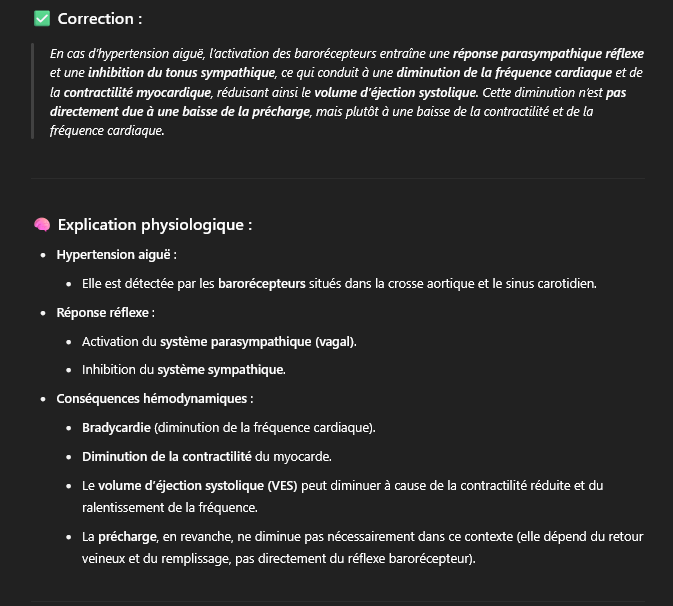 ✅ Correction :
En cas d'hypertension aiguë, l'activation des barorécepteurs entraîne une réponse parasympathique réflexe
et une inhibition du tonus sympathique, ce qui conduit à une diminution de la fréquence cardiaque et de
la contractilité myocardique, réduisant ainsi le volume d'éjection systolique. Cette diminution n'est pas
directement due à une baisse de la précharge, mais plutôt à une baisse de la contractilité et de la
fréquence cardiaque.
🧠 Explication physiologique :
• Hypertension aiguë :
• Elle est détectée par les barorécepteurs situés dans la crosse aortique et le sinus carotidien.
• Réponse réflexe :
• Activation du système parasympathique (vagal).
• Inhibition du système sympathique.
• Conséquences hémodynamiques :
• Bradycardie (diminution de la fréquence cardiaque).
• Diminution de la contractilité du myocarde.
• Le volume d'éjection systolique (VES) peut diminuer à cause de la contractilité réduite et du
ralentissement de la fréquence.
• La précharge, en revanche, ne diminue pas nécessairement dans ce contexte (elle dépend du retour
veineux et du remplissage, pas directement du réflexe barorécepteur).